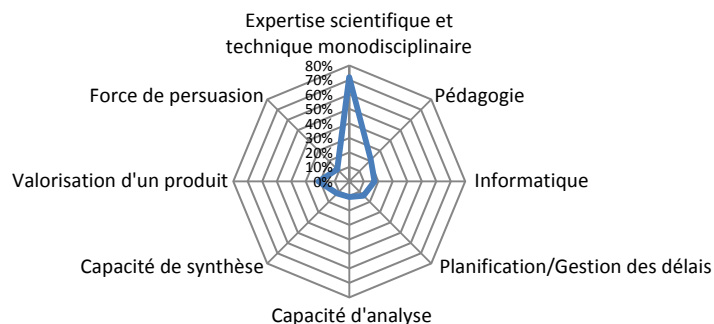 Expertise scientifique et
technique monodisciplinaire
80%
70%
60%
50%
40%
30%
20%
10%
0%
Force de persuasion
Pédagogie
Valorisation d'un produit
Informatique
Capacité de synthèse
Planification/Gestion des délais
Capacité d'analyse